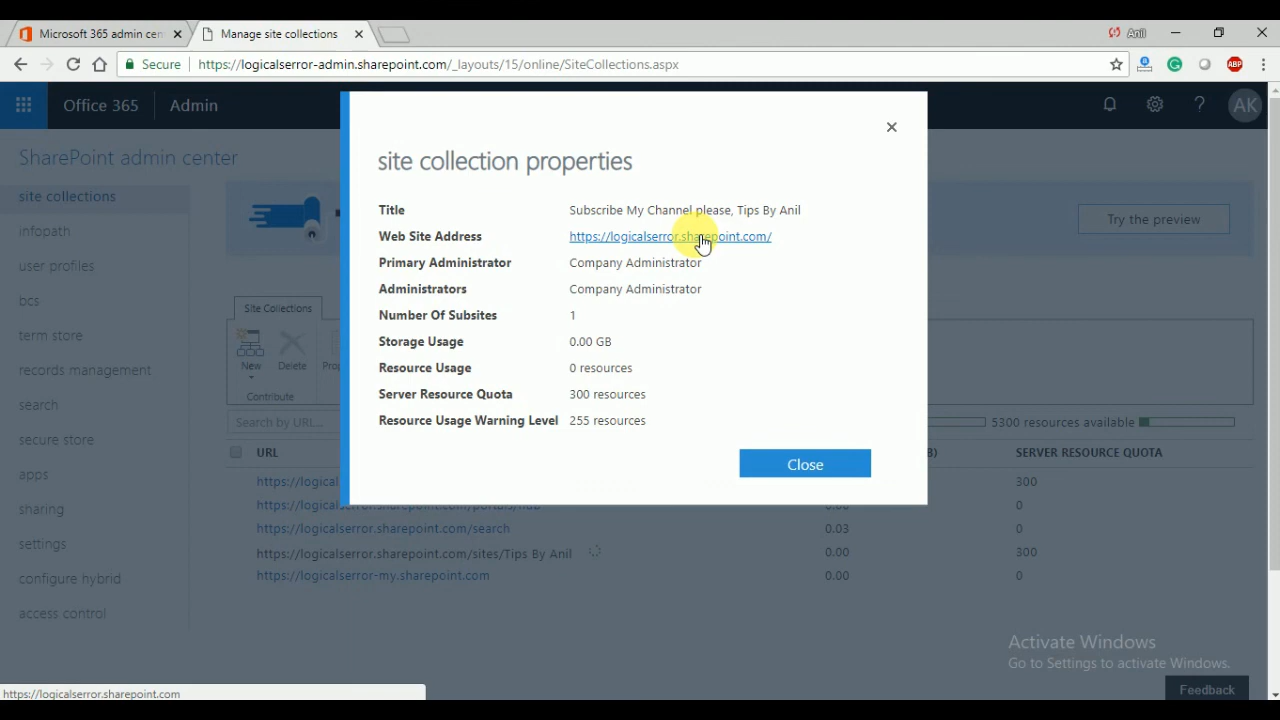 Microsoft 365 admin cen
Manage site collections
Anil
Secure
https://logicalserror-admin.sharepoint.com/_layouts/15/online/SiteCollections.aspx
ABP
Office 365
Admin
AK
SharePoint admin center
site collections
infopath
user profiles
bcs
term store
records management
search
secure store
apps
sharing
settings
configure hybrid
access control
Try the preview
Site Collections
New
Delete
Contribute
Search by URL...
5300 resources available
URL
B)
SERVER RESOURCE QUOTA
https://logical
300
0
https://logicalserror.sharepoint.com/search
0.03
0
https://logicalserror.sharepoint.com/sites/Tips By Anil
0.00
300
https://logicalserror-my.sharepoint.com
0.00
0
site collection properties
Title Subscribe My Channel please, Tips By Anil
Web Site Address https://logicalserror.sharepoint.com/
Primary Administrator Company Administrator
Administrators Company Administrator
Number Of Subsites 1
Storage Usage 0.00 GB
Resource Usage 0 resources
Server Resource Quota 300 resources
Resource Usage Warning Level 255 resources
Close
Activate Windows
Go to Settings to activate Windows.
Feedback
https://logicalserror.sharepoint.com